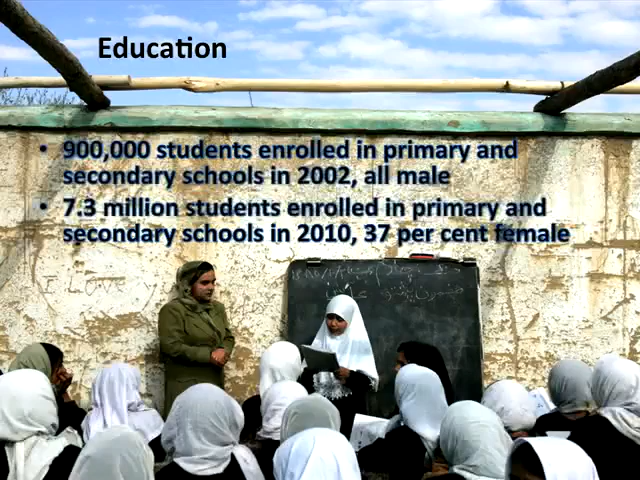 Education
• 900,000 students enrolled in primary and
secondary schools in 2002, all male
• 7.3 million students enrolled in primary and
secondary schools in 2010, 37 per cent female
I LOVE